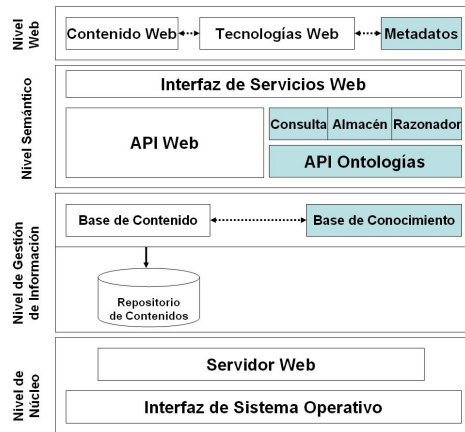 Nivel Web
Contenido Web
Tecnologías Web
Metadatos
Nivel Semántico
Interfaz de Servicios Web
API Web
Consulta
Almacén
Razonador
API Ontologías
Nivel de Gestión
de Información
Base de Contenido
Base de Conocimiento
Repositorio
de Contenidos
Nivel de
Núcleo
Servidor Web
Interfaz de Sistema Operativo